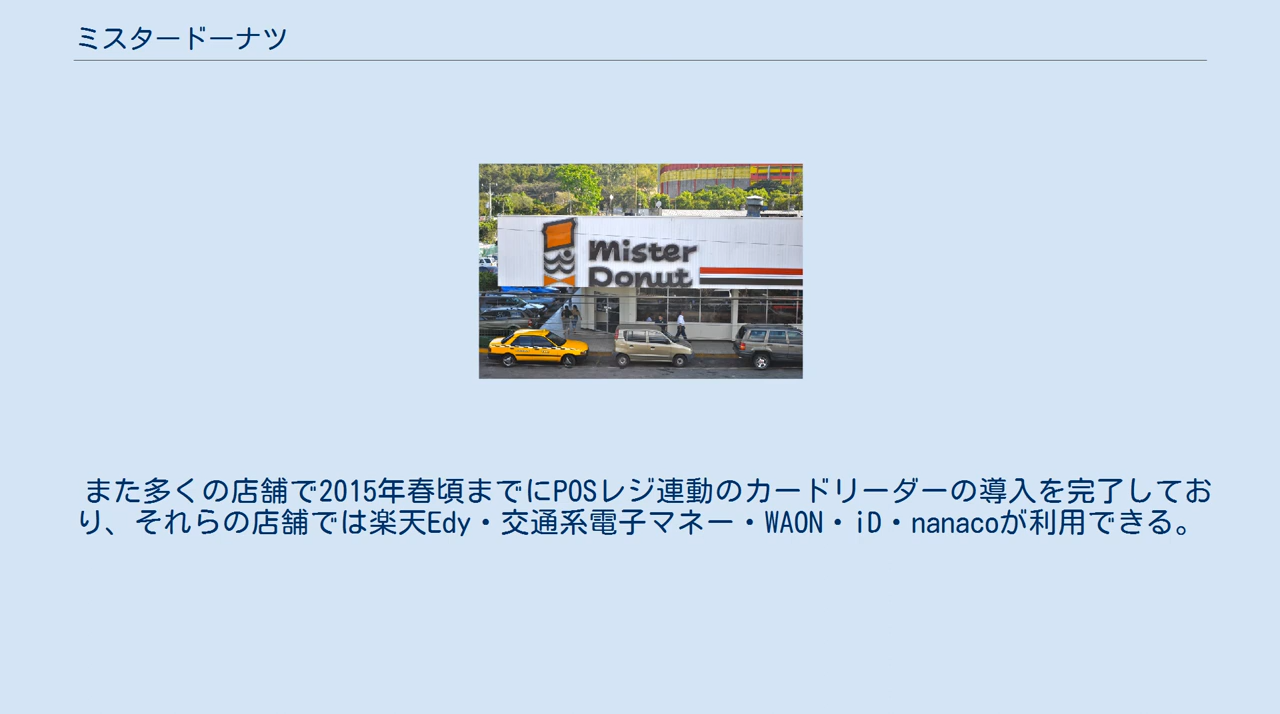 ミスタードーナツ
Mister
Donut
また多くの店舗で2015年春頃までにPOSレジ連動のカードリーダーの導入を完了してお
り、それらの店舗では楽天Edy・交通系電子マネー・WAON・iD・nanacoが利用できる。